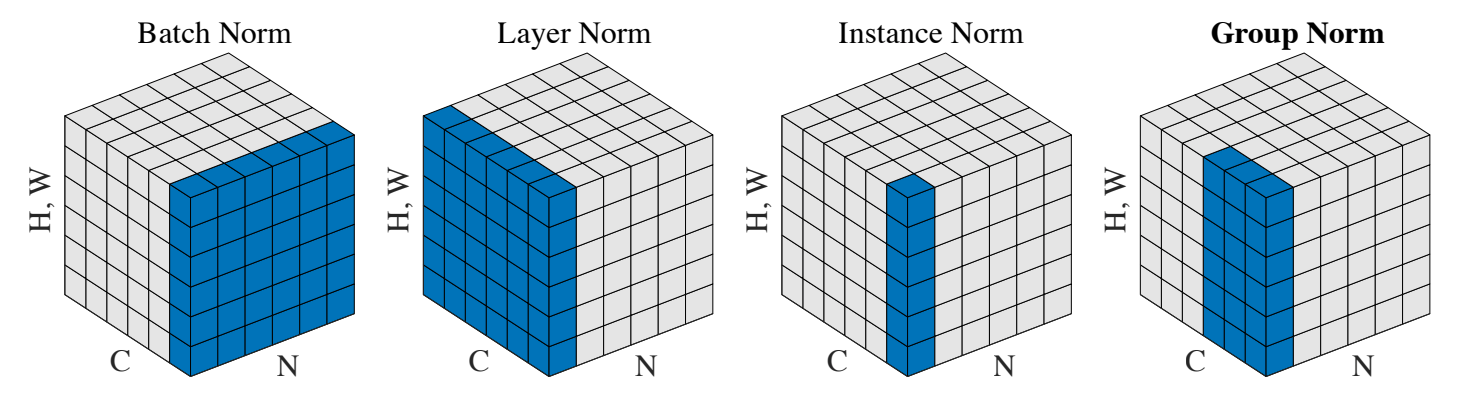 Batch Norm
H, W
C
N
Layer Norm
H, W
C
N
Instance Norm
H, W
C
N
Group Norm
H, W
C
N